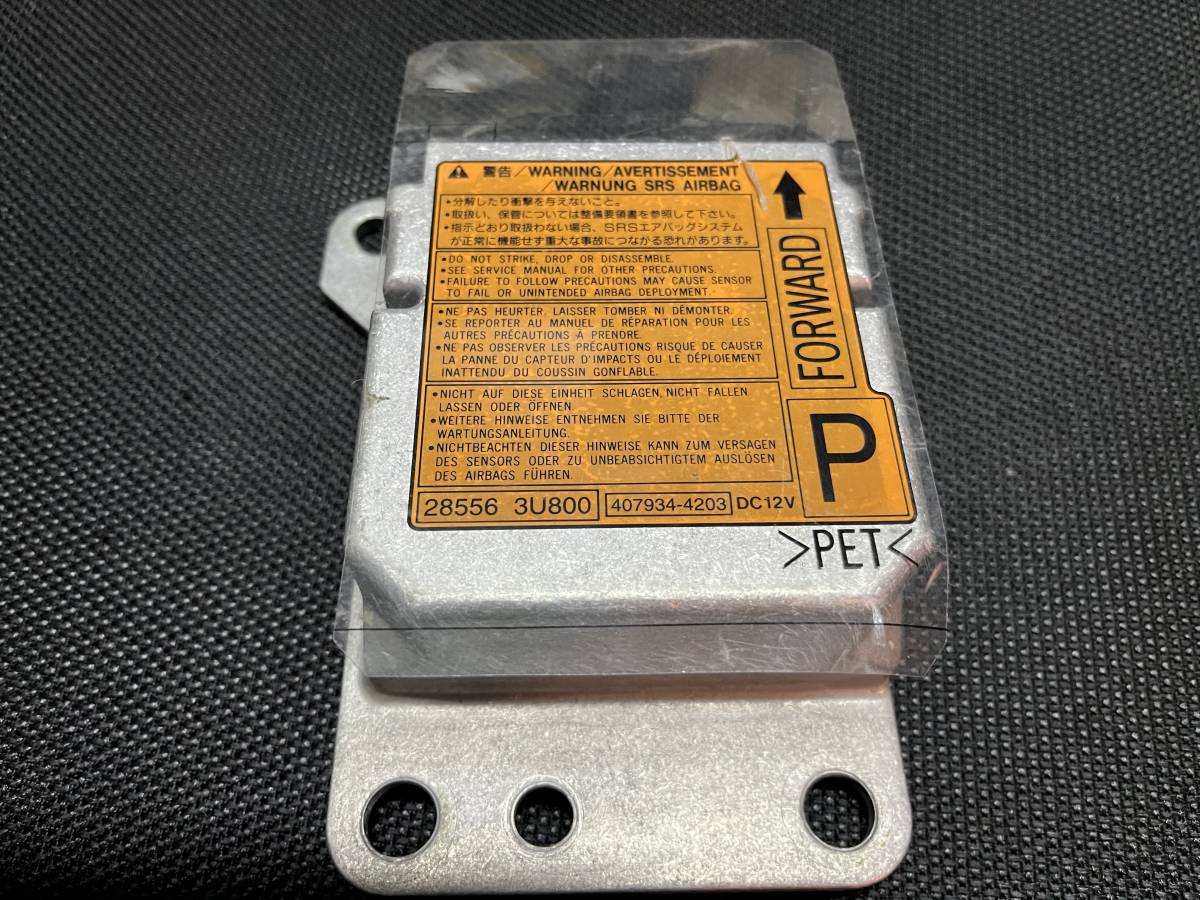 警告/WARNING/AVERTISSEMENT
/WARNUNG SRS AIRBAG
•分解したり衝撃を与えないこと。
•取扱い、保管については整備要領書を参照して下さい。
•指示どおり取扱わない場合、SRSエアバッグシステム
が正常に機能せず重大な事故につながる恐れがあります。
•DO NOT STRIKE, DROP OR DISASSEMBLE.
•SEE SERVICE MANUAL FOR OTHER PRECAUTIONS.
•FAILURE TO FOLLOW PRECAUTIONS MAY CAUSE SENSOR
TO FAIL OR UNINTENDED AIRBAG DEPLOYMENT.
•NE PAS HEURTER, LAISSER TOMBER NI DÉMONTER.
•SE REPORTER AU MANUEL DE RÉPARATION POUR LES
AUTRES PRÉCAUTIONS À PRENDRE.
•NE PAS OBSERVER LES PRÉCAUTIONS RISQUE DE CAUSER
LA PANNE DU CAPTEUR D'IMPACTS OU LE DÉPLOIEMENT
INATTENDU DU COUSSIN GONFLABLE.
•NICHT AUF DIESE EINHEIT SCHLAGEN, NICHT FALLEN
LASSEN ODER ÖFFNEN.
•WEITERE HINWEISE ENTNEHMEN SIE BITTE DER
WARTUNGSANLEITUNG.
•NICHTBEACHTEN DIESER HINWEISE KANN ZUM VERSAGEN
DES SENSORS ODER ZU UNBEABSICHTIGTEM AUSLÖSEN
DES AIRBAGS FÜHREN.
28556 3U800 407934-4203 DC12V
FORWARD
P
>PET<